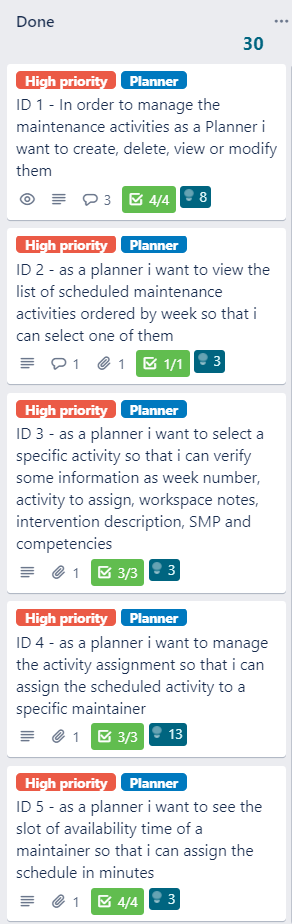 Done
30
High priority Planner
ID 1 - In order to manage the
maintenance activities as a Planner i
want to create, delete, view or modify
them
3 4/4 8
High priority Planner
ID 2 - as a planner i want to view the
list of scheduled maintenance
activities ordered by week so that i
can select one of them
1 1 1/1 3
High priority Planner
ID 3 - as a planner i want to select a
specific activity so that i can verify
some information as week number,
activity to assign, workspace notes,
intervention description, SMP and
competencies
1 3/3 3
High priority Planner
ID 4 - as a planner i want to manage
the activity assignment so that i can
assign the scheduled activity to a
specific maintainer
1 3/3 13
High priority Planner
ID 5 - as a planner i want to see the
slot of availability time of a
maintainer so that i can assign the
schedule in minutes
1 4/4 3